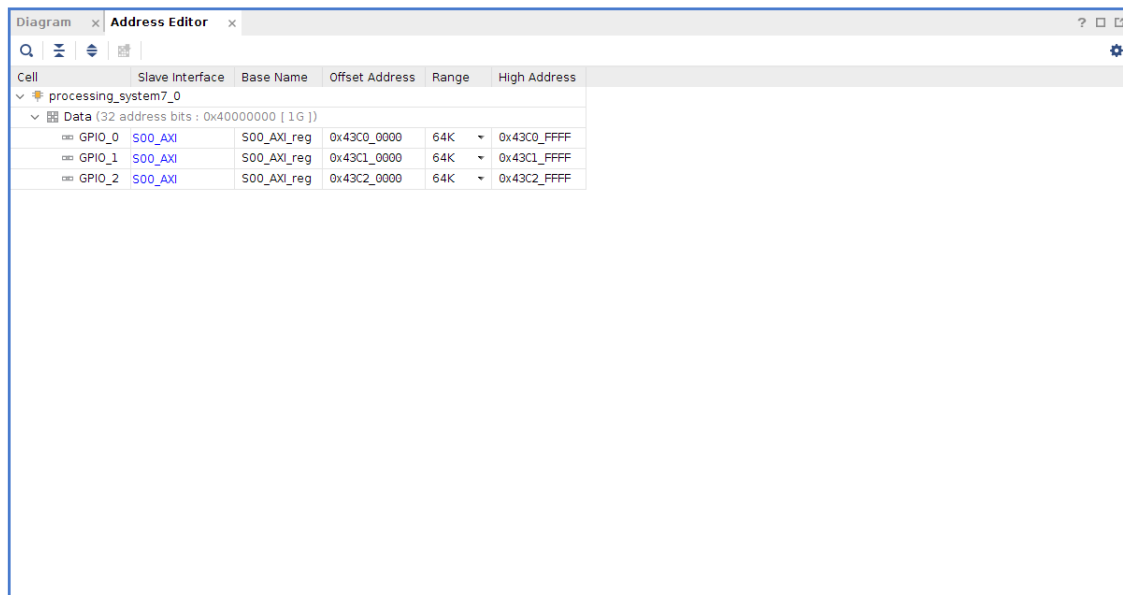 Diagram × Address Editor × ?
Cell Slave Interface Base Name Offset Address Range High Address
processing_system7_0
Data (32 address bits : 0x40000000 [ 1G ])
GPIO_0 S00_AXI S00_AXI_reg 0x43C0_0000 64K 0x43C0_FFFF
GPIO_1 S00_AXI S00_AXI_reg 0x43C1_0000 64K 0x43C1_FFFF
GPIO_2 S00_AXI S00_AXI_reg 0x43C2_0000 64K 0x43C2_FFFF